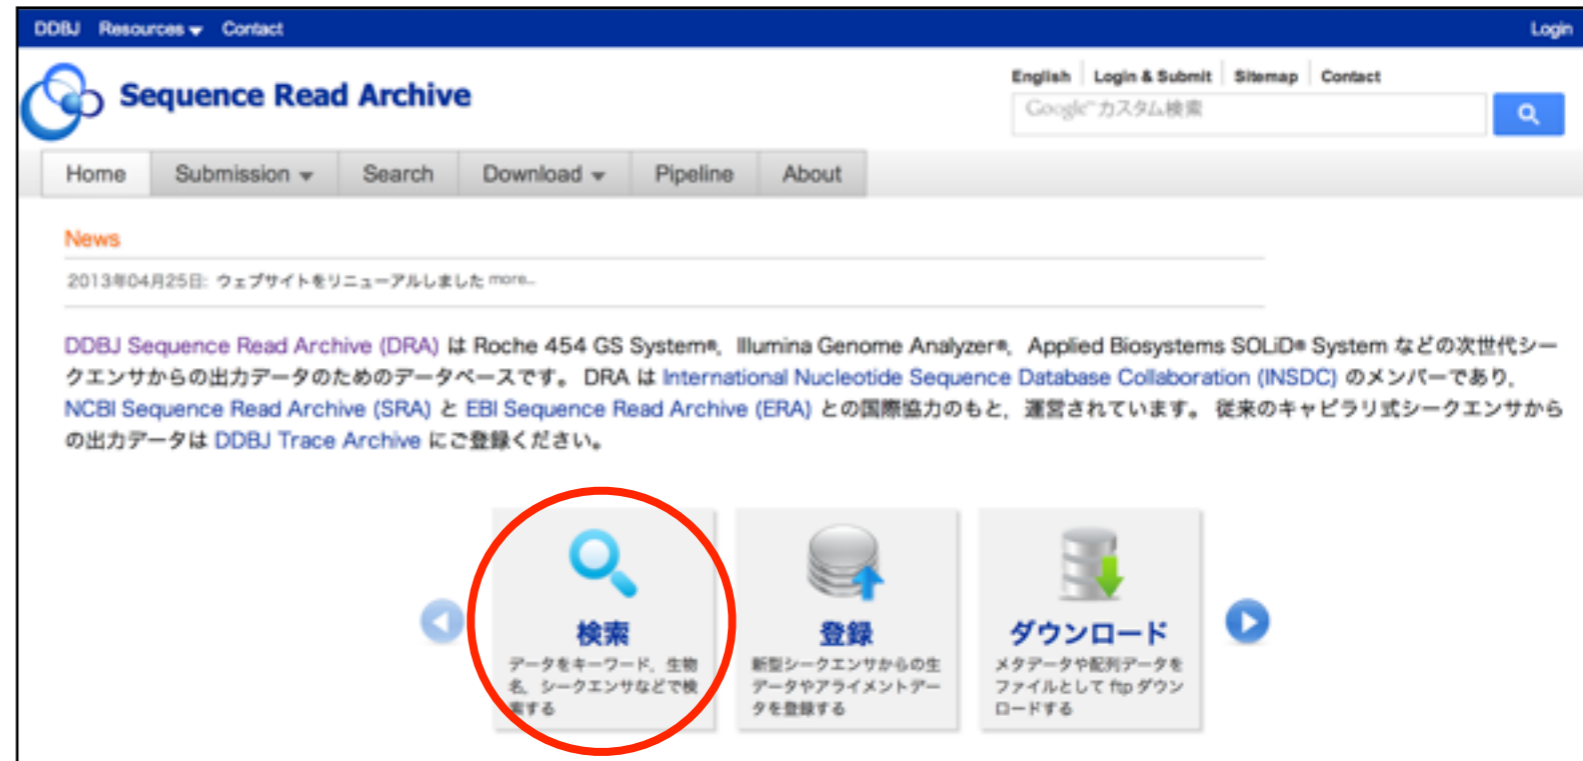 DDBJ Resources Contact Login
Sequence Read Archive
English Login & Submit Sitemap Contact
Google™カスタム検索
Home Submission Search Download Pipeline About
News
2013年04月25日: ウェブサイトをリニューアルしました more...
DDBJ Sequence Read Archive (DRA) は Roche 454 GS System®, Illumina Genome Analyzer®, Applied Biosystems SOLiD® System などの次世代シー
クエンサからの出力データのためのデータベースです。 DRA は International Nucleotide Sequence Database Collaboration (INSDC) のメンバーであり,
NCBI Sequence Read Archive (SRA) と EBI Sequence Read Archive (ERA) との国際協力のもと, 運営されています。 従来のキャピラリ式シークエンサから
の出力データは DDBJ Trace Archive にご登録ください。
検索
データをキーワード, 生物
名, シークエンサなどで検
索する
登録
新型シークエンサからの生
データやアライメントデー
タを登録する
ダウンロード
メタデータや配列データを
ファイルとして ftp ダウン
ロードする